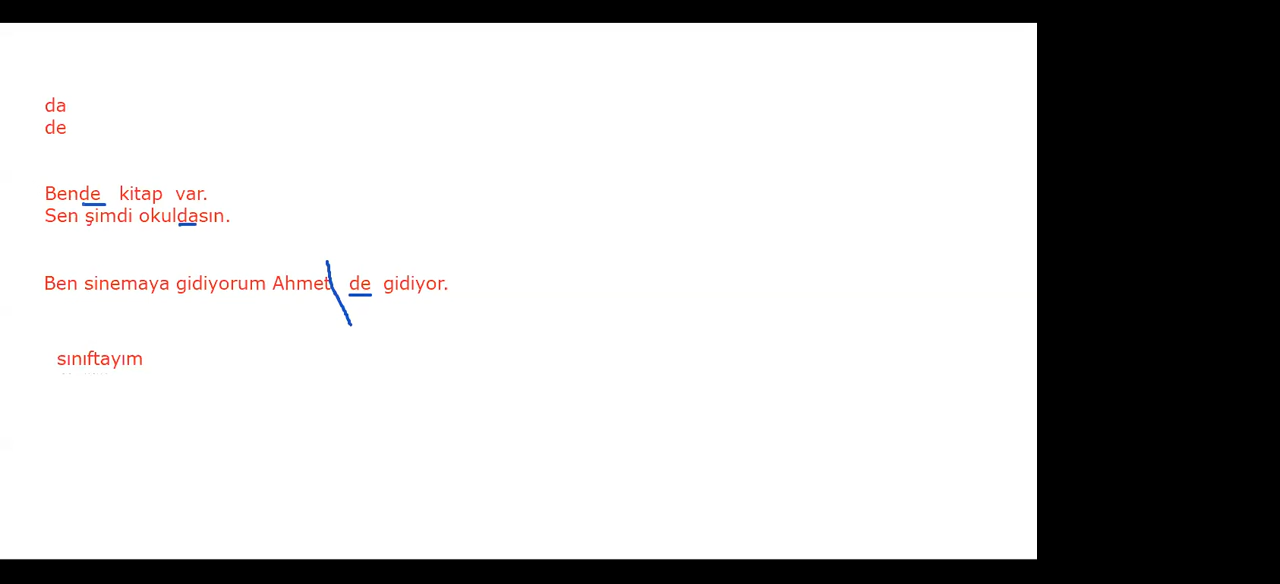 da
de
Bende kitap var.
Sen şimdi okuldasın.
Ben sinemaya gidiyorum Ahmet de gidiyor.
sınıftayım